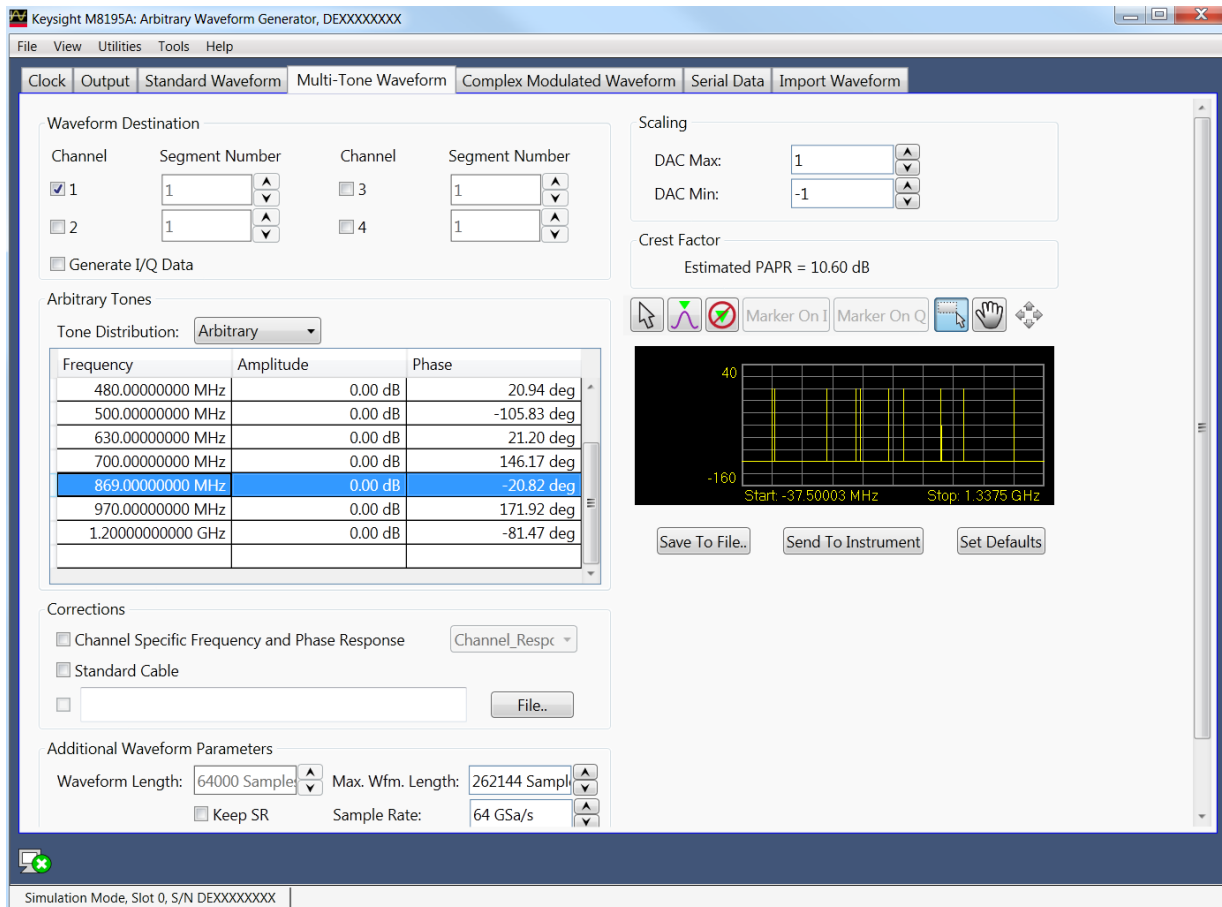 Keysight M8195A: Arbitrary Waveform Generator, DEXXXXXXXX
File View Utilities Tools Help
Clock Output Standard Waveform Multi-Tone Waveform Complex Modulated Waveform Serial Data Import Waveform
Waveform Destination
Channel Segment Number Channel Segment Number
1 1 3 1
2 1 4 1
Generate I/Q Data
Arbitrary Tones
Tone Distribution: Arbitrary
Frequency Amplitude Phase
480.00000000 MHz 0.00 dB 20.94 deg
500.00000000 MHz 0.00 dB -105.83 deg
630.00000000 MHz 0.00 dB 21.20 deg
700.00000000 MHz 0.00 dB 146.17 deg
869.00000000 MHz 0.00 dB -20.82 deg
970.00000000 MHz 0.00 dB 171.92 deg
1.20000000000 GHz 0.00 dB -81.47 deg
Corrections
Channel Specific Frequency and Phase Response Channel_Respc
Standard Cable
File..
Additional Waveform Parameters
Waveform Length: 64000 Sample Max. Wfm. Length: 262144 Sampl
Keep SR Sample Rate: 64 GSa/s
Scaling
DAC Max: 1
DAC Min: -1
Crest Factor
Estimated PAPR = 10.60 dB
Marker On I Marker On Q
40
-160
Start: -37.50003 MHz Stop: 1.3375 GHz
Save To File.. Send To Instrument Set Defaults
Simulation Mode, Slot 0, S/N DEXXXXXXXX